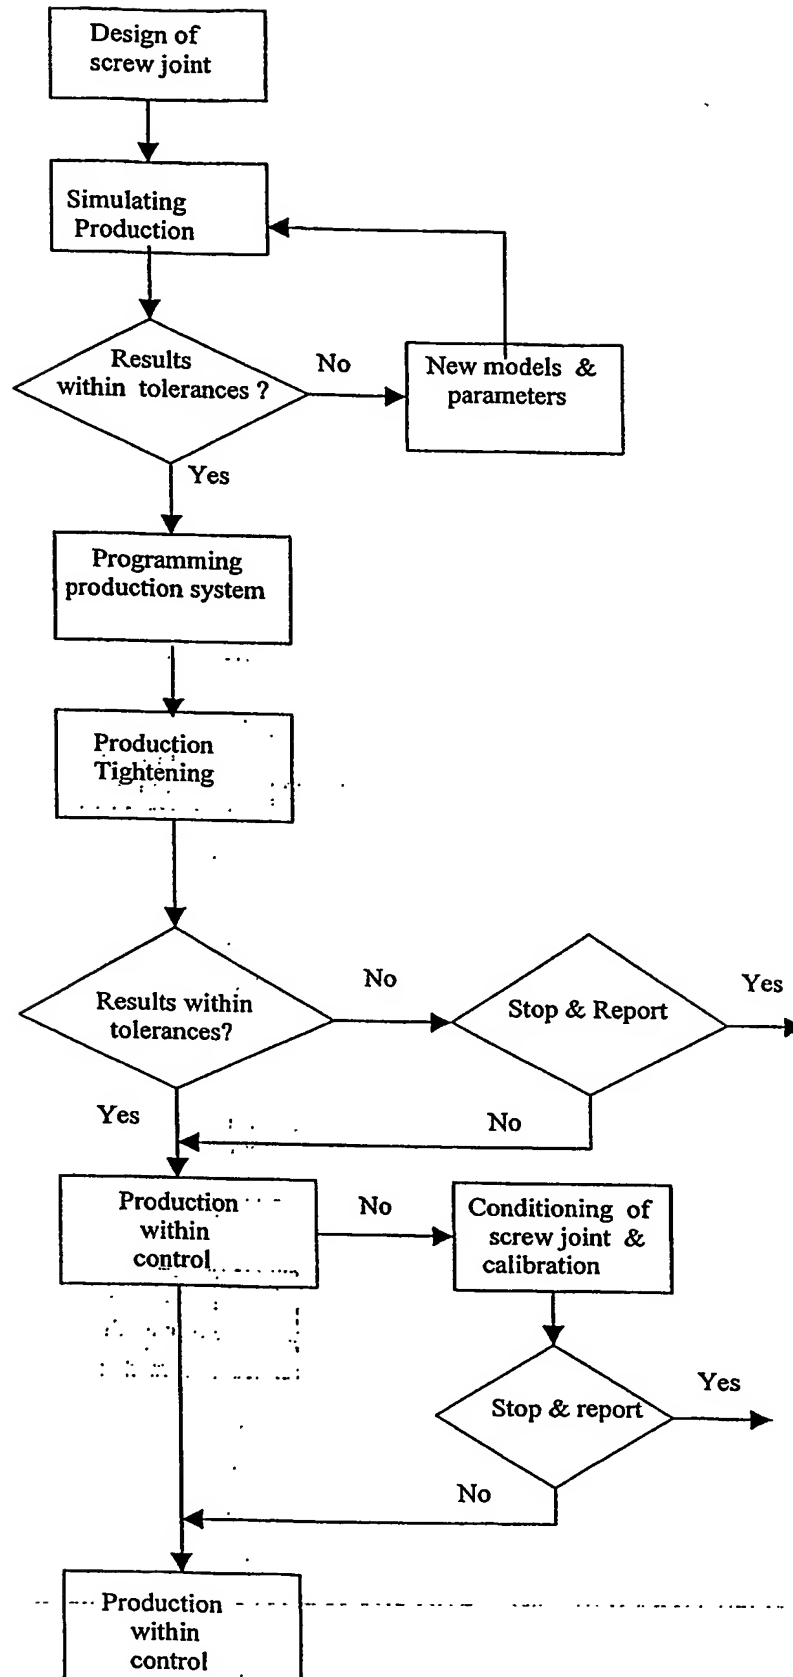 Design of
screw joint
Simulating
Production
Results
within tolerances ?
No
New models &
parameters
Yes
Programming
production system
Production
Tightening
Results within
tolerances?
No
Stop & Report
Yes
Yes
No
Production
within
control
No
Conditioning of
screw joint &
calibration
Stop & report
Yes
No
Production
within
control